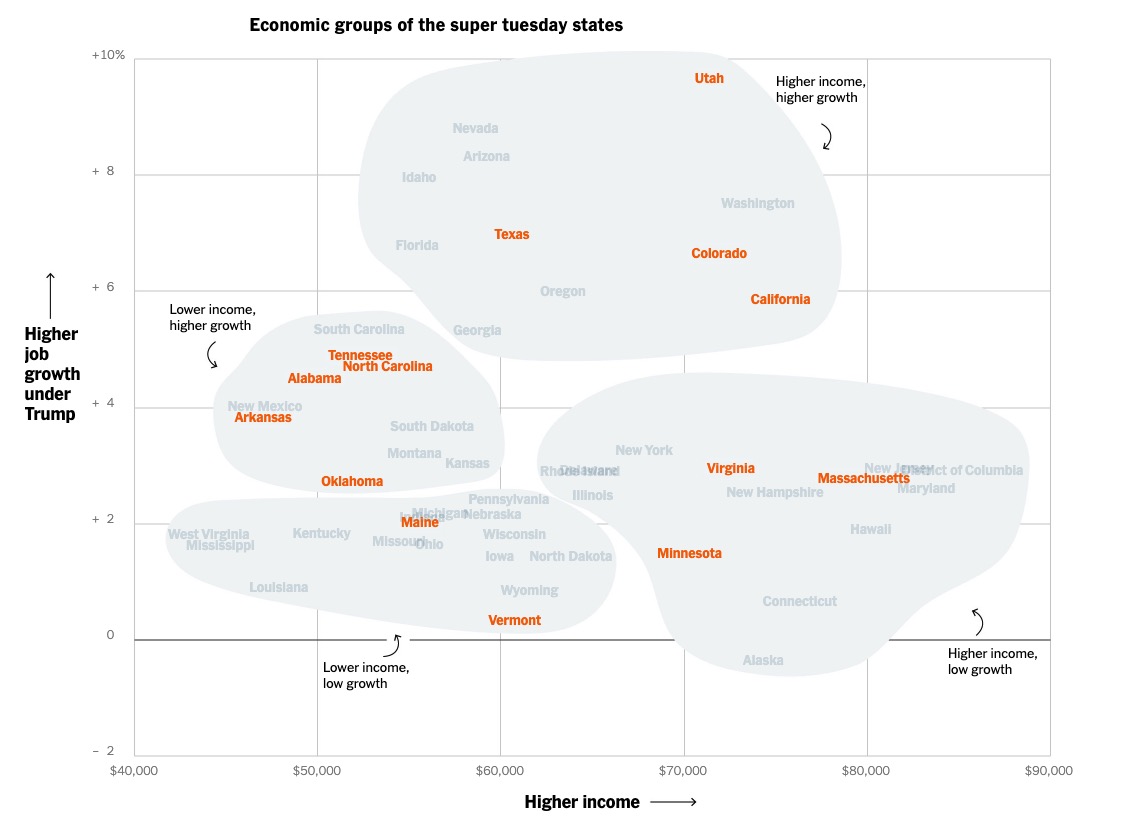 Economic groups of the super tuesday states
+10%
Utah
Higher income,
higher growth
Nevada
Arizona
+ 8
Idaho
Washington
Texas
Florida
Colorado
+ 6
Oregon
California
Higher
job
growth
under
Trump
Lower income,
higher growth
South Carolina
Georgia
Tennessee
North Carolina
Alabama
+ 4
New Mexico
Arkansas
South Dakota
Montana
Kansas
Oklahoma
New York
Rhode Island
Delaware
Virginia
New Jersey
District of Columbia
Massachusetts
Maryland
Illinois
New Hampshire
+ 2
Pennsylvania
Michigan
Nebraska
Indiana
Maine
West Virginia
Mississippi
Kentucky
Missouri
Ohio
Wisconsin
Iowa
North Dakota
Hawaii
Minnesota
Louisiana
Wyoming
Connecticut
Vermont
0
Alaska
Lower income,
low growth
Higher income,
low growth
– 2
$40,000
$50,000
$60,000
$70,000
$80,000
$90,000
Higher income